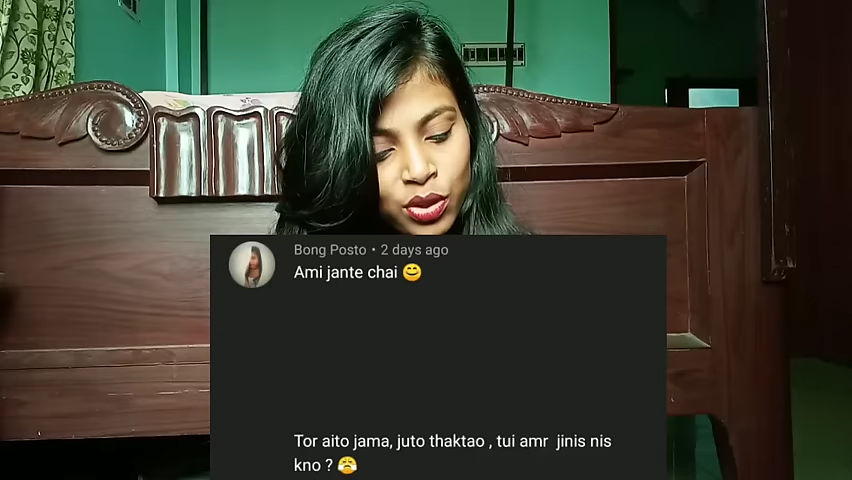 Bong Posto • 2 days ago
Ami jante chai 😊
Tor aito jama, juto thaktao , tui amr jinis nis
kno ? 😤